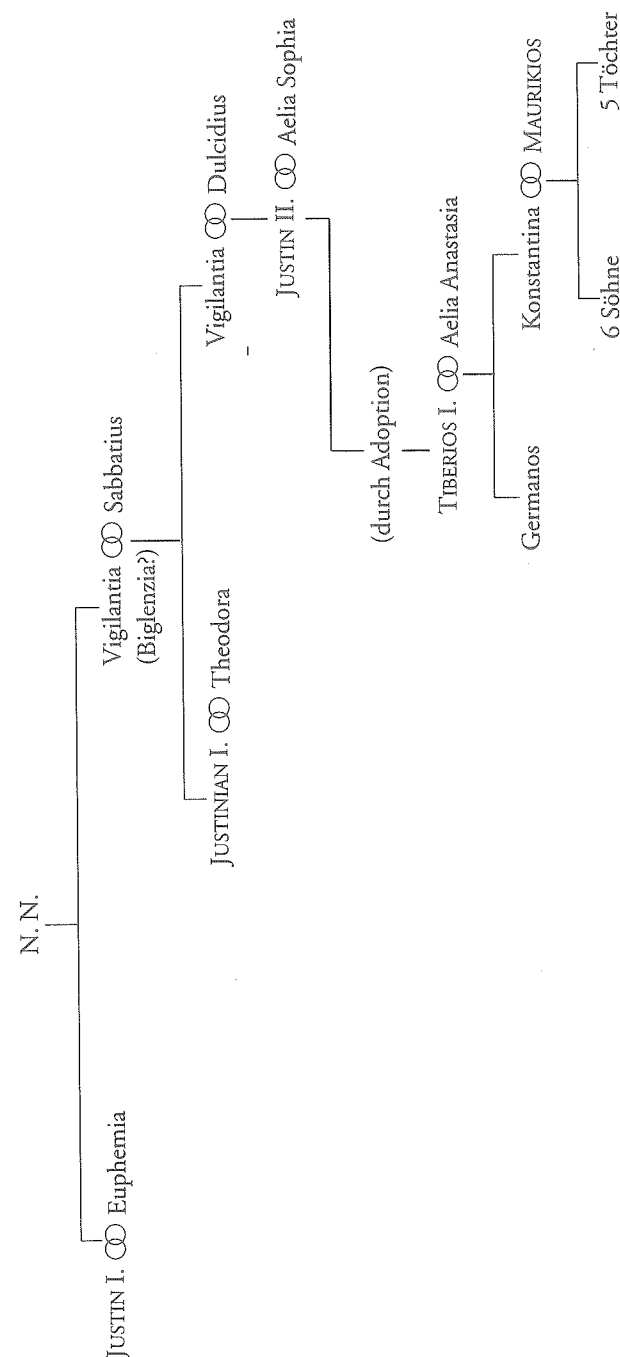 N. N.
JUSTIN I. ⚭ Euphemia
Vigilantia ⚭ Sabbatius
(Biglenzia?)
JUSTINIAN I. ⚭ Theodora
Vigilantia ⚭ Dulcidius
JUSTIN II. ⚭ Aelia Sophia
(durch Adoption)
TIBERIOS I. ⚭ Aelia Anastasia
Germanos
Konstantina ⚭ MAURIKIOS
6 Söhne
5 Töchter